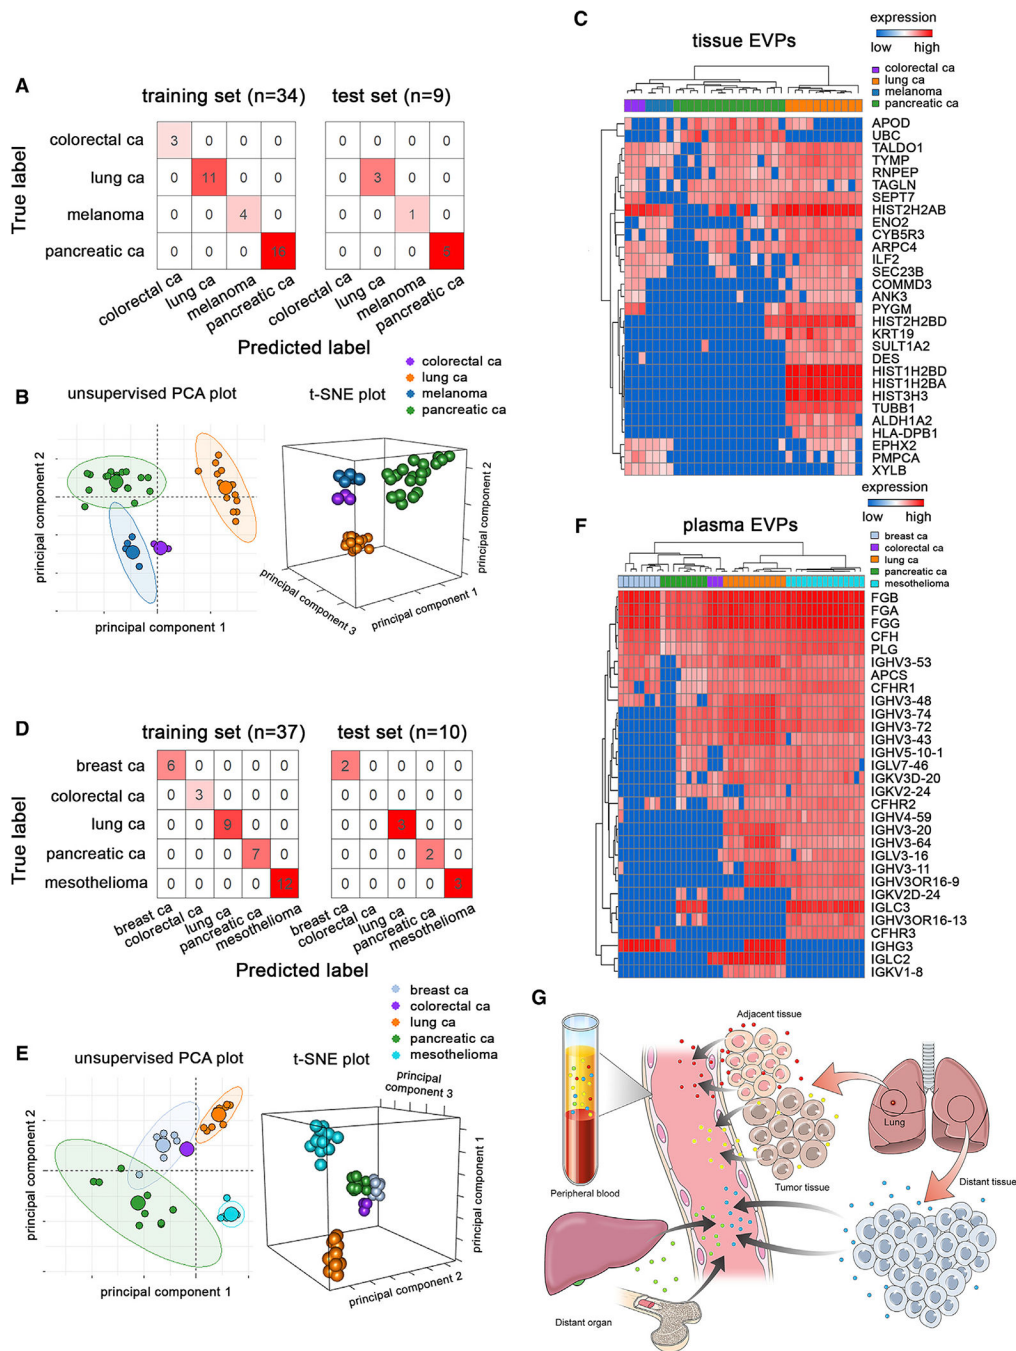 A
training set (n=34)
test set (n=9)
True label
colorectal ca
3 0 0 0
0 0 0 0
lung ca
0 11 0 0
0 3 0 0
melanoma
0 0 4 0
0 0 1 0
pancreatic ca
0 0 0 16
0 0 0 5
colorectal ca
lung ca
melanoma
pancreatic ca
colorectal ca
lung ca
melanoma
pancreatic ca
Predicted label
colorectal ca
lung ca
melanoma
pancreatic ca
B
unsupervised PCA plot
t-SNE plot
principal component 2
principal component 1
principal component 3
principal component 1
principal component 2
C
tissue EVPs
expression
low high
colorectal ca
lung ca
melanoma
pancreatic ca
APOD
UBC
TALDO1
TYMP
RNPEP
TAGLN
SEPT7
HIST2H2AB
ENO2
CYB5R3
ARPC4
ILF2
SEC23B
COMMD3
ANK3
PYGM
HIST2H2BD
KRT19
SULT1A2
DES
HIST1H2BD
HIST1H2BA
HIST3H3
TUBB1
ALDH1A2
HLA-DPB1
EPHX2
PMPCA
XYLB
D
training set (n=37)
test set (n=10)
True label
breast ca
6 0 0 0 0
2 0 0 0 0
colorectal ca
0 3 0 0 0
0 0 0 0 0
lung ca
0 0 9 0 0
0 0 3 0 0
pancreatic ca
0 0 0 7 0
0 0 0 2 0
mesothelioma
0 0 0 0 12
0 0 0 0 3
breast ca
colorectal ca
lung ca
pancreatic ca
mesothelioma
breast ca
colorectal ca
lung ca
pancreatic ca
mesothelioma
Predicted label
breast ca
colorectal ca
lung ca
pancreatic ca
mesothelioma
E
unsupervised PCA plot
t-SNE plot
principal component 2
principal component 1
principal
component 3
principal component 1
principal component 2
F
plasma EVPs
expression
low high
breast ca
colorectal ca
lung ca
pancreatic ca
mesothelioma
FGB
FGA
FGG
CFH
PLG
IGHV3-53
APCS
CFHR1
IGHV3-48
IGHV3-74
IGHV3-72
IGHV3-43
IGHV5-10-1
IGLV7-46
IGKV3D-20
IGKV2-24
CFHR2
IGHV4-59
IGHV3-20
IGHV3-64
IGLV3-16
IGHV3-11
IGHV3OR16-9
IGKV2D-24
IGLC3
IGHV3OR16-13
CFHR3
IGHG3
IGLC2
IGKV1-8
G
Adjacent tissue
Lung
Peripheral blood
Tumor tissue
Distant tissue
Distant organ